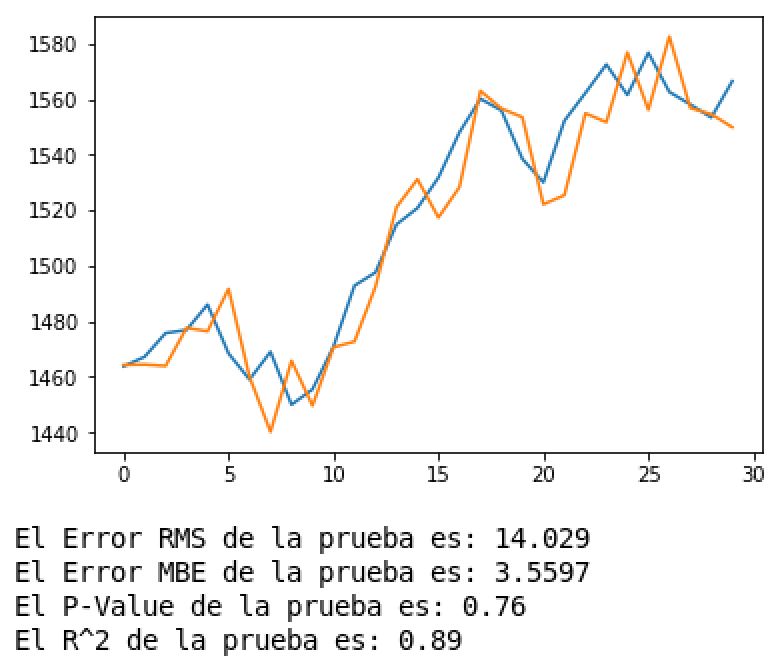 1580
1560
1540
1520
1500
1480
1460
1440
0 5 10 15 20 25 30
El Error RMS de la prueba es: 14.029
El Error MBE de la prueba es: 3.5597
El P-Value de la prueba es: 0.76
El R^2 de la prueba es: 0.89